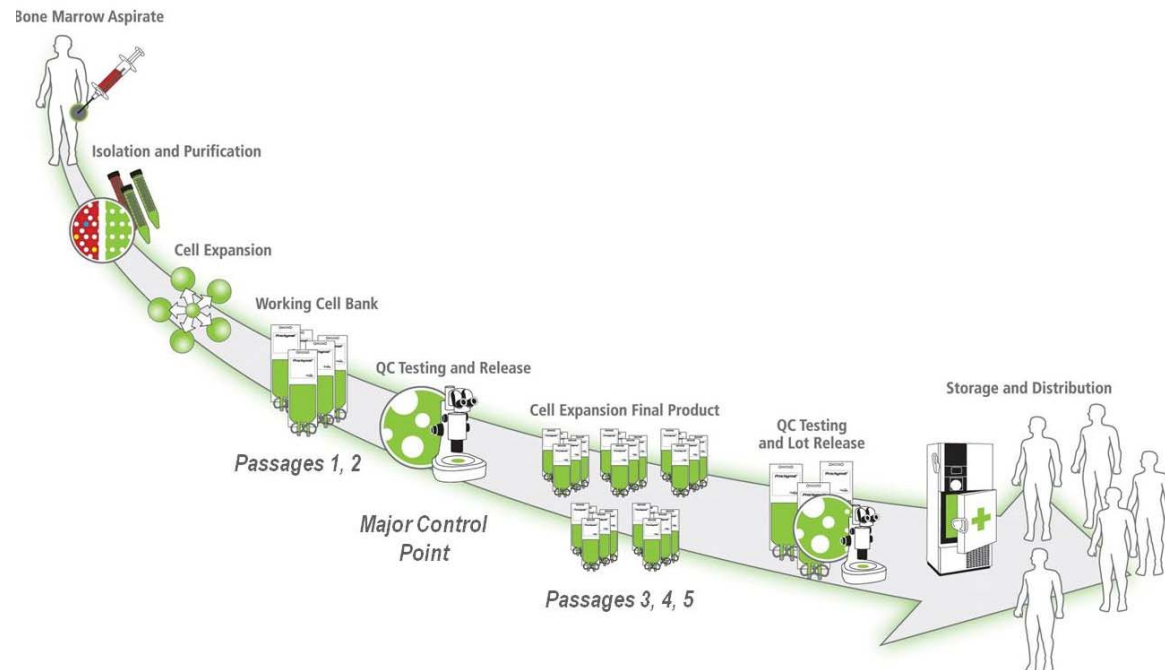 Bone Marrow Aspirate
Isolation and Purification
Cell Expansion
Working Cell Bank
QC Testing and Release
Passages 1, 2
Major Control
Point
Cell Expansion Final Product
Passages 3, 4, 5
QC Testing
and Lot Release
Storage and Distribution